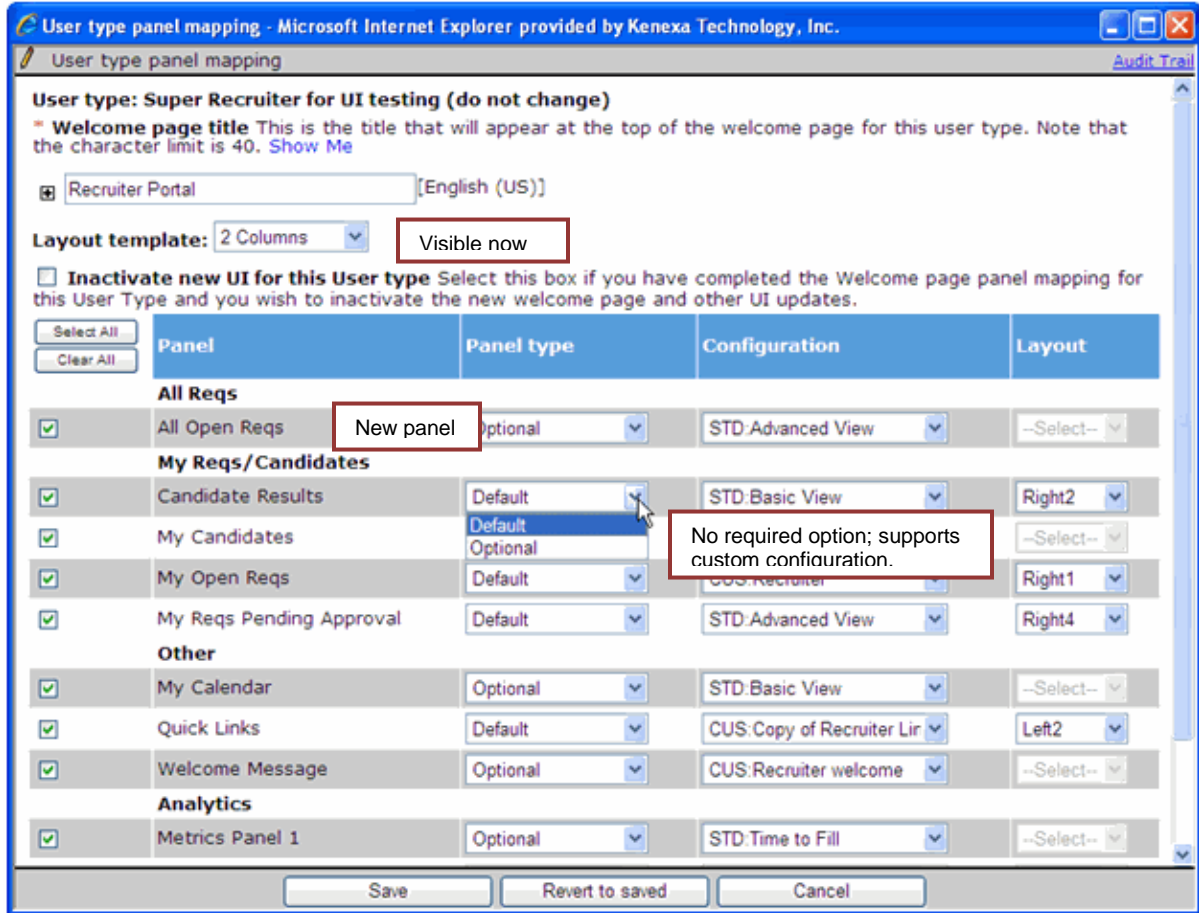 User type panel mapping - Microsoft Internet Explorer provided by Kenexa Technology, Inc.
User type panel mapping Audit Trail
User type: Super Recruiter for UI testing (do not change)
* Welcome page title This is the title that will appear at the top of the welcome page for this user type. Note that
the character limit is 40. Show Me
Recruiter Portal [English (US)]
Layout template: 2 Columns Visible now
Inactivate new UI for this User type Select this box if you have completed the Welcome page panel mapping for
this User Type and you wish to inactivate the new welcome page and other UI updates.
Select All
Clear All
Panel Panel type Configuration Layout
All Reqs
All Open Reqs New panel Optional STD:Advanced View --Select--
My Reqs/Candidates
Candidate Results Default STD:Basic View Right2
Default
Optional
My Candidates --Select--
No required option; supports
custom configuration.
My Open Reqs Default CUS:Recruiter Right1
My Reqs Pending Approval Default STD:Advanced View Right4
Other
My Calendar Optional STD:Basic View --Select--
Quick Links Default CUS:Copy of Recruiter Lin Left2
Welcome Message Optional CUS:Recruiter welcome --Select--
Analytics
Metrics Panel 1 Optional STD:Time to Fill --Select--
Save Revert to saved Cancel